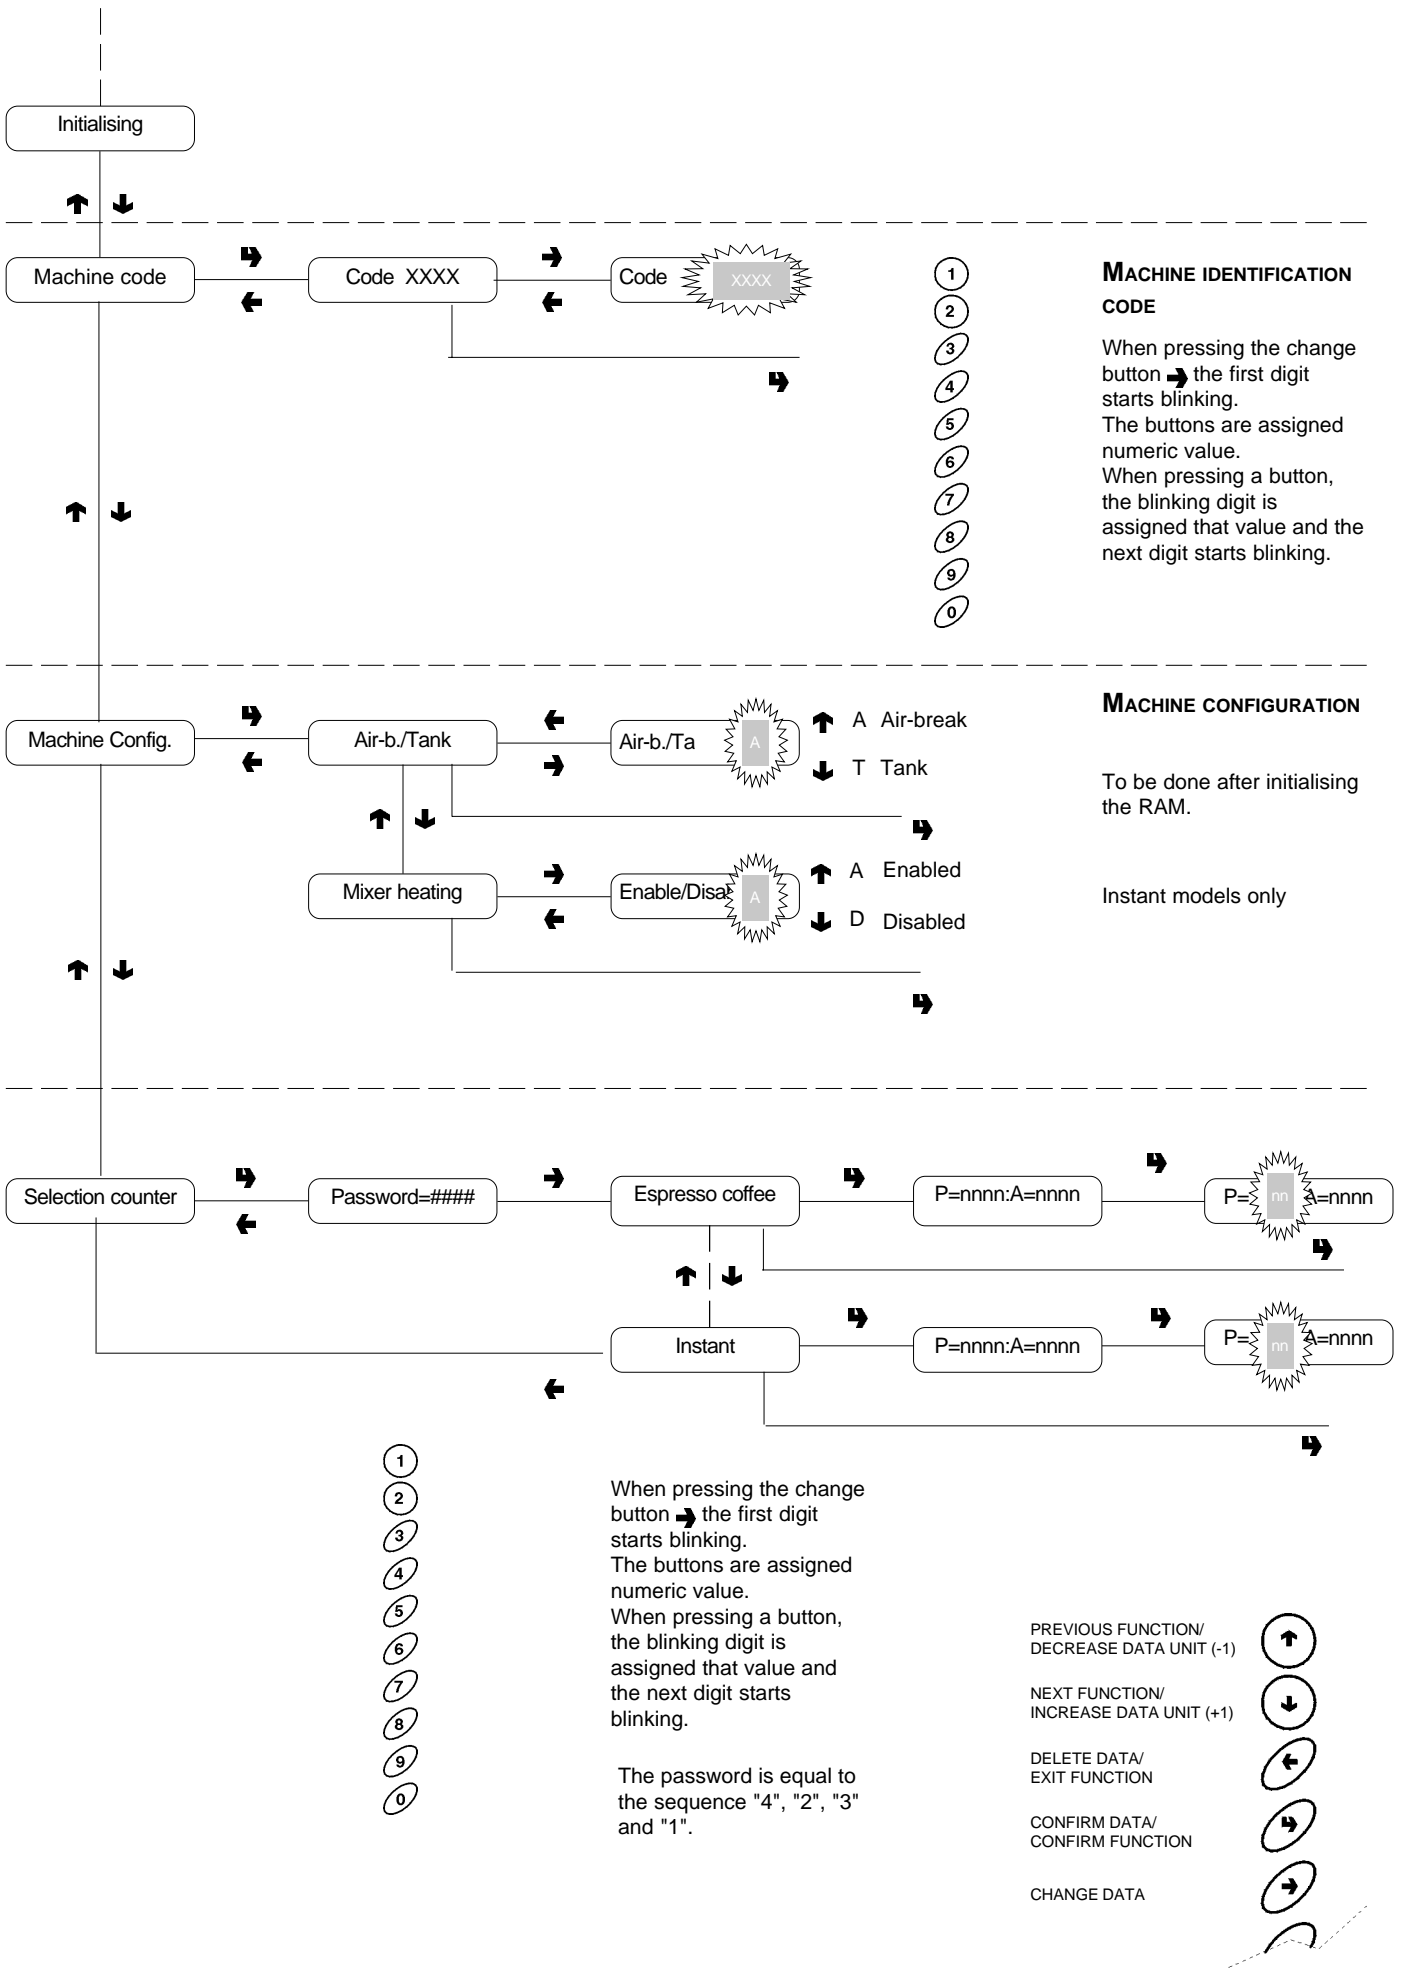 Initialising
Machine code
Code XXXX
Code
XXXX
1
2
3
4
5
6
7
8
9
0
MACHINE IDENTIFICATION
CODE
When pressing the change
button the first digit
starts blinking.
The buttons are assigned
numeric value.
When pressing a button,
the blinking digit is
assigned that value and the
next digit starts blinking.
Machine Config.
Air-b./Tank
Air-b./Ta
A
A Air-break
T Tank
MACHINE CONFIGURATION
To be done after initialising
the RAM.
Mixer heating
Enable/Disa
A
A Enabled
D Disabled
Instant models only
Selection counter
Password=####
Espresso coffee
P=nnnn:A=nnnn
P= nn A=nnnn
Instant
P=nnnn:A=nnnn
P= nn A=nnnn
1
2
3
4
5
6
7
8
9
0
When pressing the change
button the first digit
starts blinking.
The buttons are assigned
numeric value.
When pressing a button,
the blinking digit is
assigned that value and
the next digit starts
blinking.
The password is equal to
the sequence "4", "2", "3"
and "1".
PREVIOUS FUNCTION/
DECREASE DATA UNIT (-1)
NEXT FUNCTION/
INCREASE DATA UNIT (+1)
DELETE DATA/
EXIT FUNCTION
CONFIRM DATA/
CONFIRM FUNCTION
CHANGE DATA